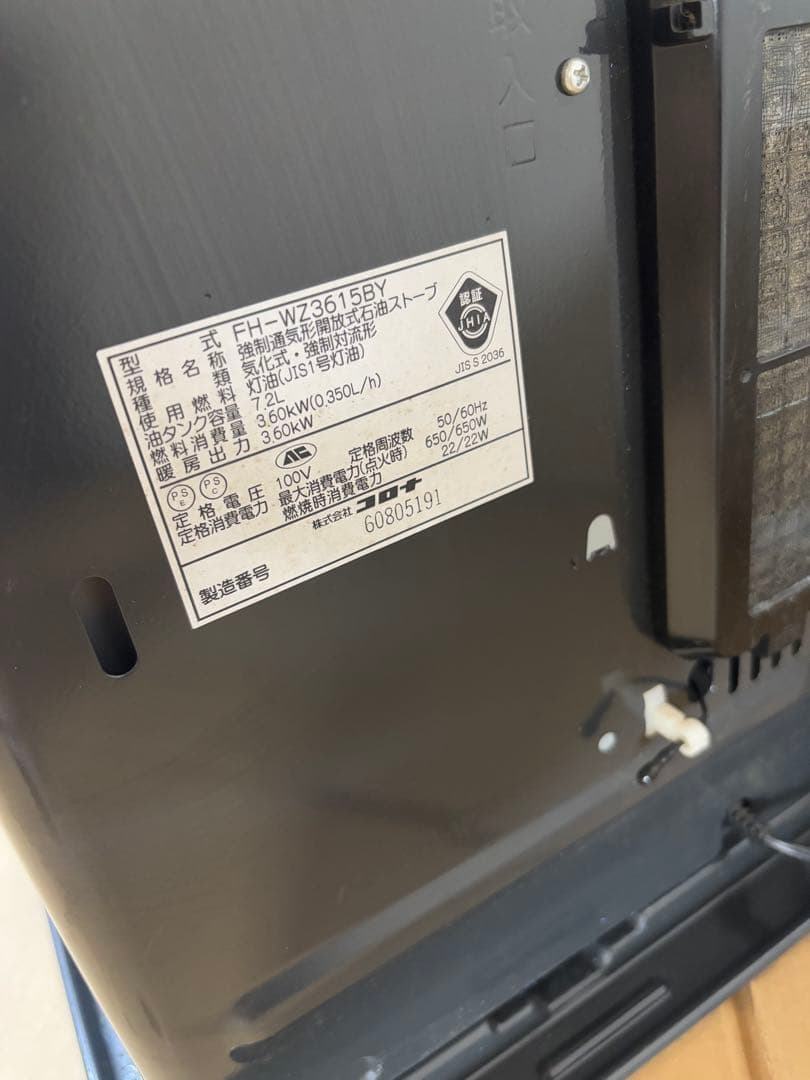 入口
型式 FH-WZ3615BY
規格名称 強制通気形開放式石油ストーブ
種類 気化式・強制対流形
使用燃料 灯油(JIS1号灯油)
油タンク容量 7.2L
燃料消費量 3.60kW(0.350L/h)
暖房出力 3.60kW
認証
JHIA
JIS S 2036
PSE PSC
定格電圧 100V 定格周波数 50/60Hz
定格消費電力 最大消費電力(点火時) 650/650W
燃焼時消費電力 22/22W
株式会社コロナ
製造番号 60805191